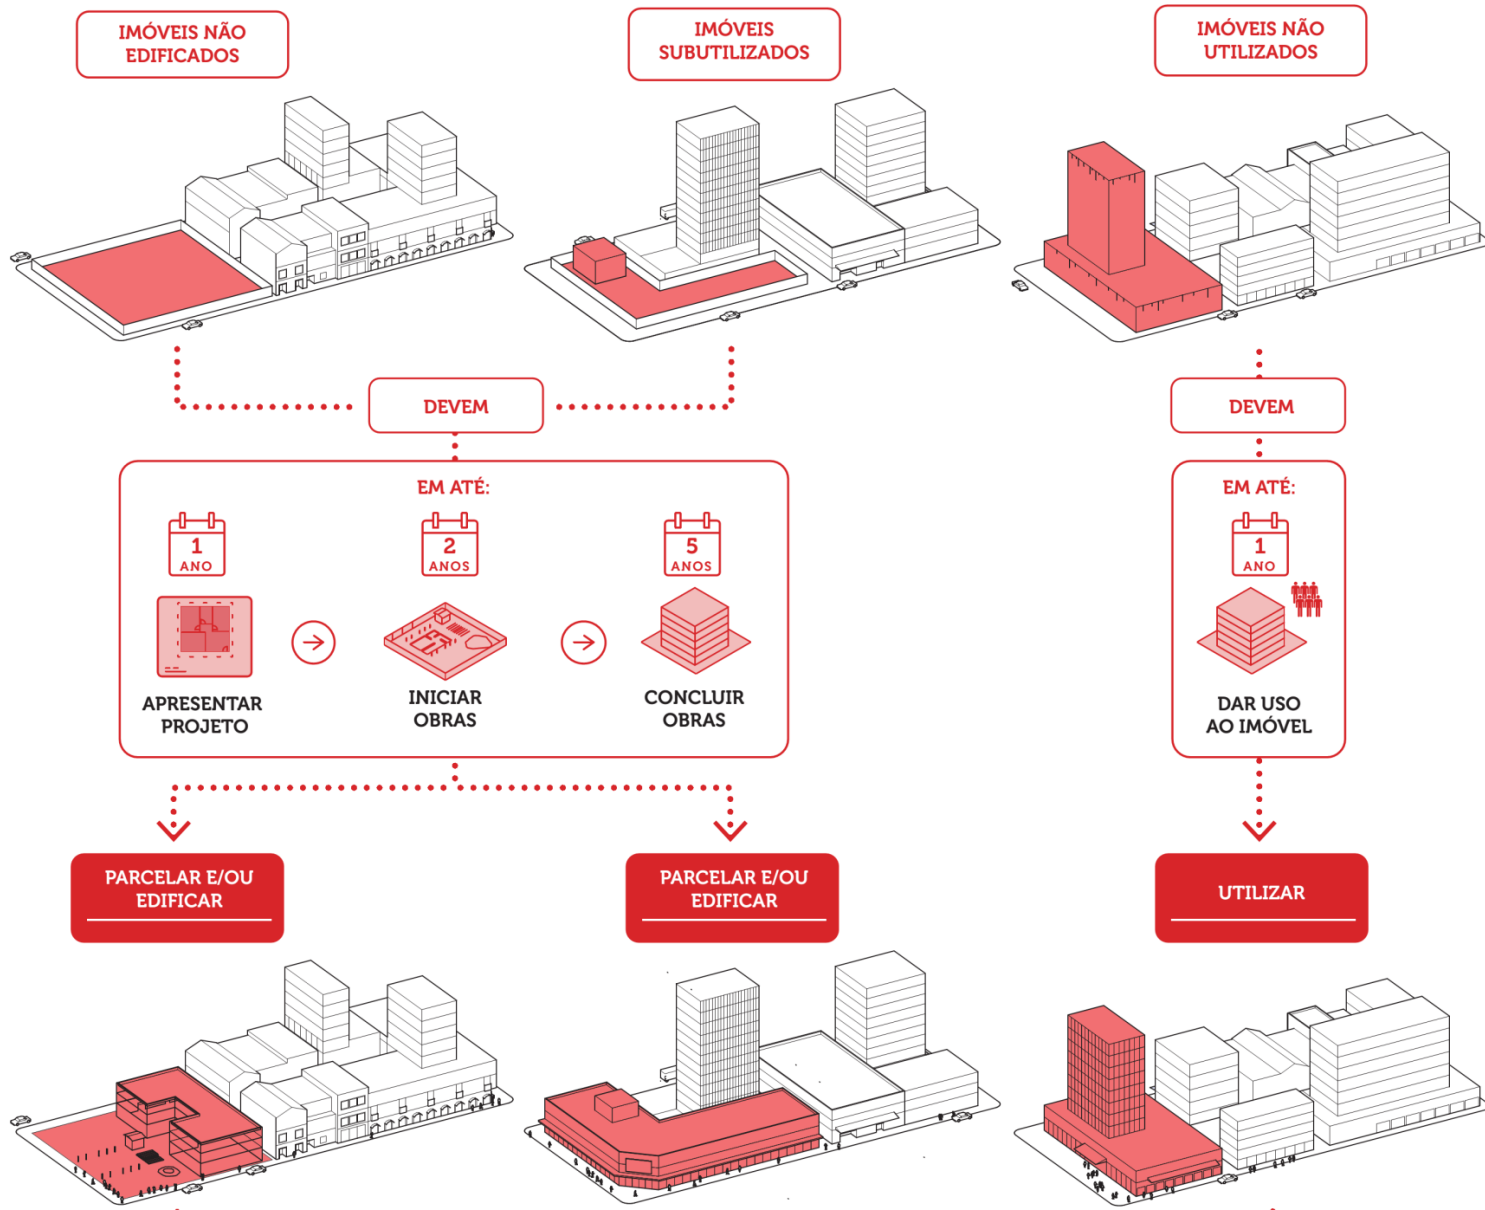 IMÓVEIS NÃO
EDIFICADOS
IMÓVEIS
SUBUTILIZADOS
IMÓVEIS NÃO
UTILIZADOS
DEVEM
DEVEM
EM ATÉ:
1
ANO
2
ANOS
5
ANOS
APRESENTAR
PROJETO
INICIAR
OBRAS
CONCLUIR
OBRAS
EM ATÉ:
1
ANO
DAR USO
AO IMÓVEL
PARCELAR E/OU
EDIFICAR
PARCELAR E/OU
EDIFICAR
UTILIZAR